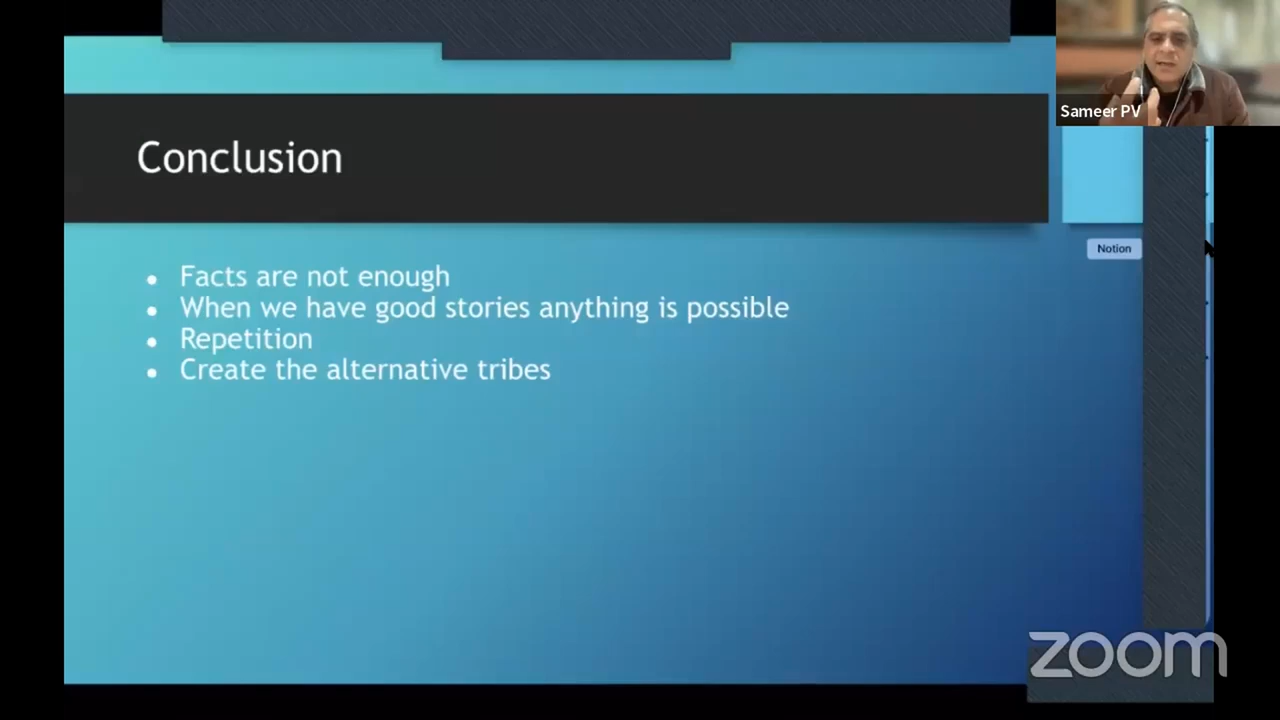 Sameer PV
Conclusion
Notion
• Facts are not enough
• When we have good stories anything is possible
• Repetition
• Create the alternative tribes
zoom